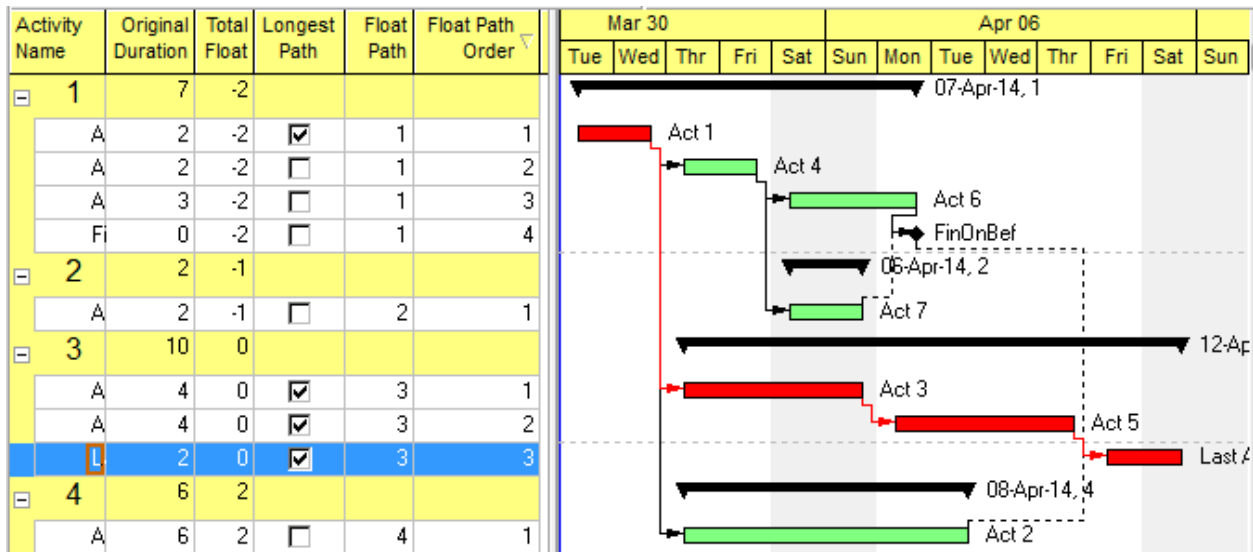 Activity Name Original Duration Total Float Longest Path Float Path Float Path Order
Mar 30 Apr 06
Tue Wed Thr Fri Sat Sun Mon Tue Wed Thr Fri Sat Sun
1 7 -2 07-Apr-14, 1
A 2 -2 1 1 Act 1
A 2 -2 1 2 Act 4
A 3 -2 1 3 Act 6
Fi 0 -2 1 4 FinOnBef
2 2 -1 06-Apr-14, 2
A 2 -1 2 1 Act 7
3 10 0 12-Ap
A 4 0 3 1 Act 3
A 4 0 3 2 Act 5
L 2 0 3 3 Last A
4 6 2 08-Apr-14, 4
A 6 2 4 1 Act 2